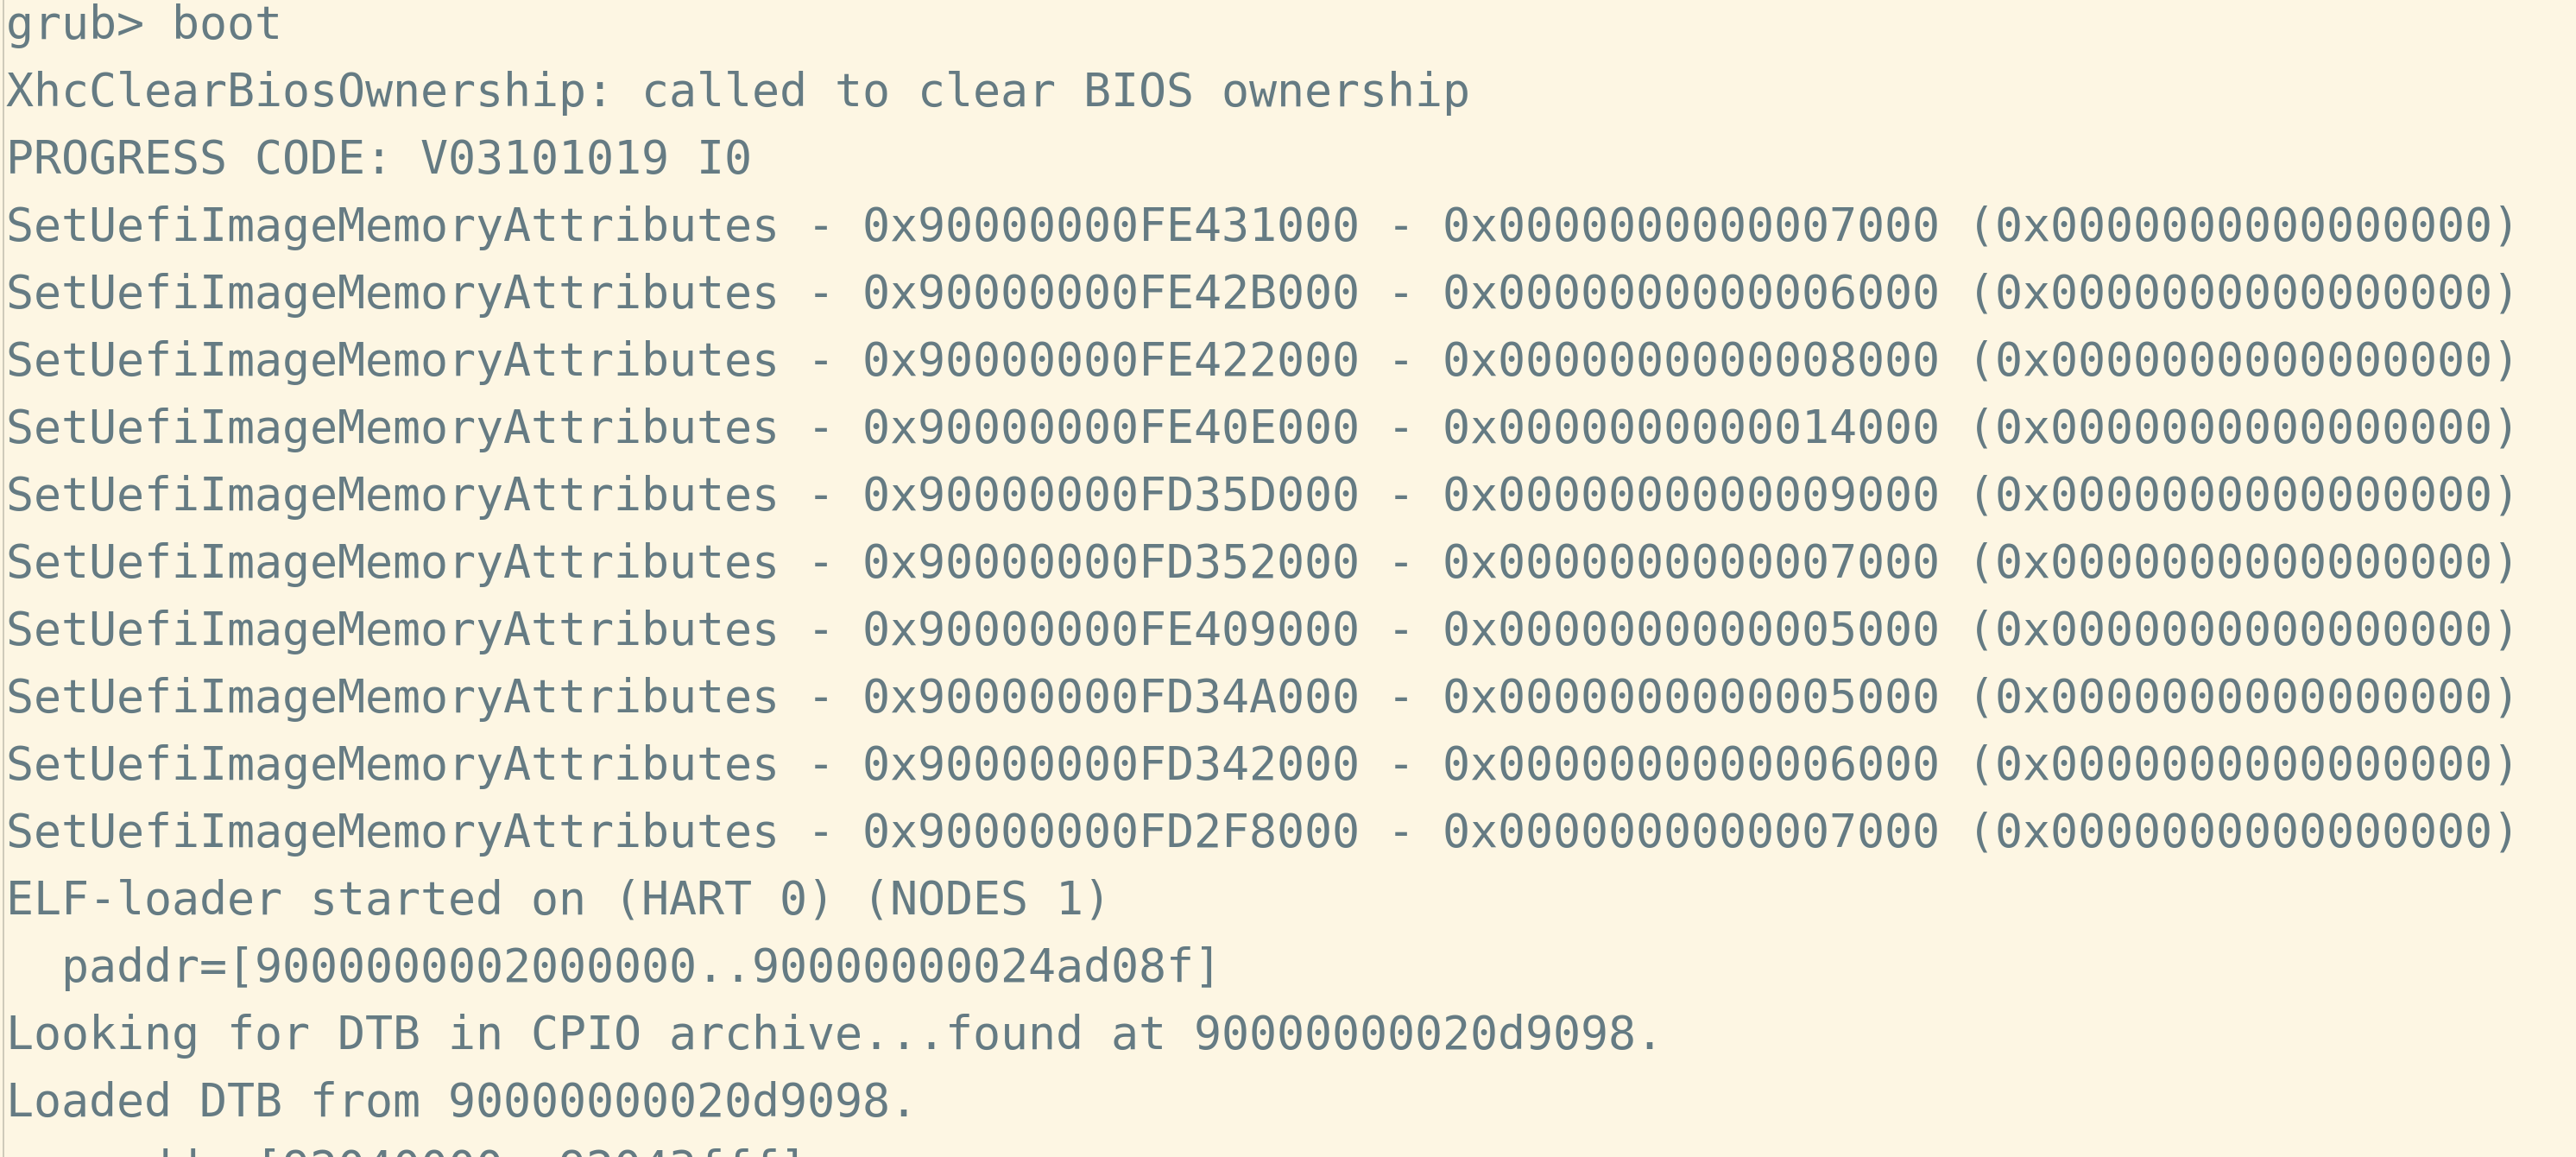 grub> boot
XhcClearBiosOwnership: called to clear BIOS ownership
PROGRESS CODE: V03101019 I0
SetUefiImageMemoryAttributes - 0x90000000FE431000 - 0x0000000000007000 (0x0000000000000000)
SetUefiImageMemoryAttributes - 0x90000000FE42B000 - 0x0000000000006000 (0x0000000000000000)
SetUefiImageMemoryAttributes - 0x90000000FE422000 - 0x0000000000008000 (0x0000000000000000)
SetUefiImageMemoryAttributes - 0x90000000FE40E000 - 0x0000000000014000 (0x0000000000000000)
SetUefiImageMemoryAttributes - 0x90000000FD35D000 - 0x0000000000009000 (0x0000000000000000)
SetUefiImageMemoryAttributes - 0x90000000FD352000 - 0x0000000000007000 (0x0000000000000000)
SetUefiImageMemoryAttributes - 0x90000000FE409000 - 0x0000000000005000 (0x0000000000000000)
SetUefiImageMemoryAttributes - 0x90000000FD34A000 - 0x0000000000005000 (0x0000000000000000)
SetUefiImageMemoryAttributes - 0x90000000FD342000 - 0x0000000000006000 (0x0000000000000000)
SetUefiImageMemoryAttributes - 0x90000000FD2F8000 - 0x0000000000007000 (0x0000000000000000)
ELF-loader started on (HART 0) (NODES 1)
  paddr=[9000000002000000..90000000024ad08f]
Looking for DTB in CPIO archive...found at 90000000020d9098.
Loaded DTB from 90000000020d9098.